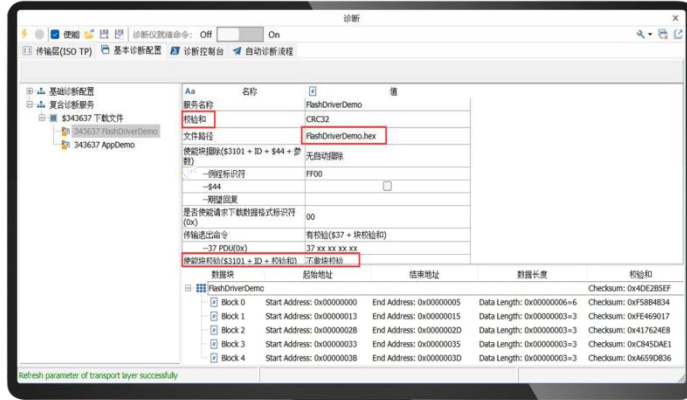 诊断
使能 诊断仪就绪命令: Off On
传输层(ISO TP) 基本诊断配置 诊断控制台 自动诊断流程
基础诊断配置
复合诊断服务
$343637 下载文件
343637 FlashDriverDemo
343637 AppDemo
名称 值
服务名称 FlashDriverDemo
校验和 CRC32
文件路径 FlashDriverDemo.hex
使能块擦除($3101 + ID + $44 + 参数) 无自动擦除
--例程标识符 FF00
--$44
--期望回复
是否使能请求下载数据格式标识符(0x) 00
传输退出命令 有校验($37 + 块校验和)
--37 PDU(0x) 37 xx xx xx xx
使能块校验($3101 + ID + 校验和) 不做块校验
数据块 起始地址 结束地址 数据长度 校验和
FlashDriverDemo Checksum: 0x4DE2B5EF
Block 0 Start Address: 0x00000000 End Address: 0x00000005 Data Length: 0x00000006=6 Checksum: 0xF58B4B34
Block 1 Start Address: 0x00000013 End Address: 0x00000015 Data Length: 0x00000003=3 Checksum: 0xFE469017
Block 2 Start Address: 0x0000002B End Address: 0x0000002D Data Length: 0x00000003=3 Checksum: 0x417624E8
Block 3 Start Address: 0x00000033 End Address: 0x00000035 Data Length: 0x00000003=3 Checksum: 0xC845DAE1
Block 4 Start Address: 0x0000003B End Address: 0x0000003D Data Length: 0x00000003=3 Checksum: 0xA659DB36
Refresh parameter of transport layer successfully